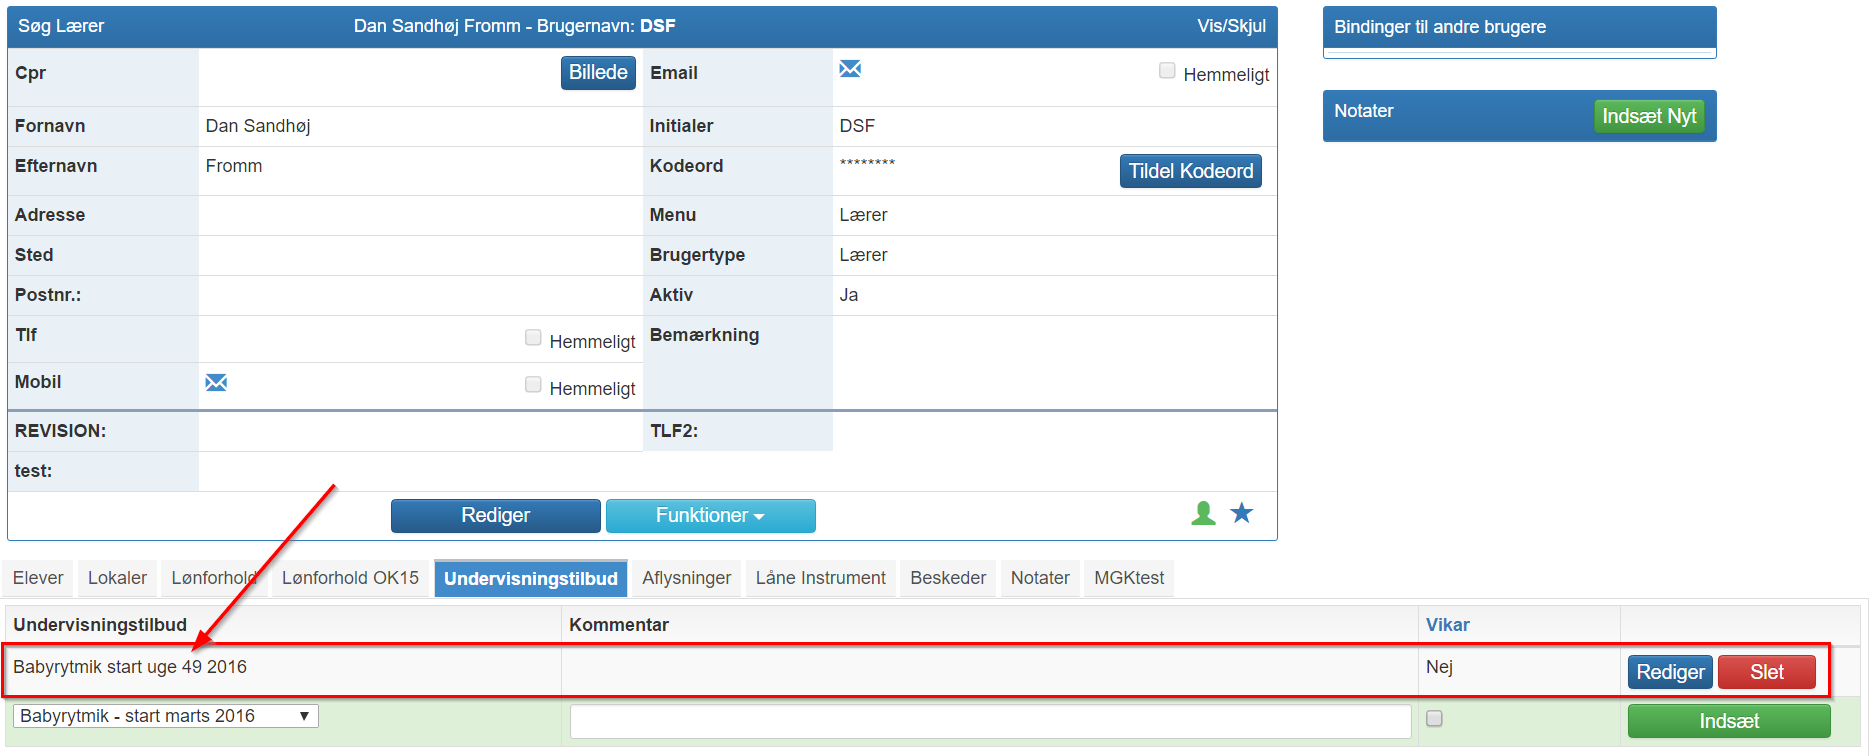 Søg Lærer Dan Sandhøj Fromm - Brugernavn: DSF Vis/Skjul
Cpr Billede Email Hemmeligt
Fornavn Dan Sandhøj Initialer DSF
Efternavn Fromm Kodeord ******** Tildel Kodeord
Adresse Menu Lærer
Sted Brugertype Lærer
Postnr.: Aktiv Ja
Tlf Hemmeligt Bemærkning
Mobil Hemmeligt
REVISION: TLF2:
test:
Rediger Funktioner
Bindinger til andre brugere
Notater Indsæt Nyt
Elever Lokaler Lønforhold Lønforhold OK15 Undervisningstilbud Aflysninger Låne Instrument Beskeder Notater MGKtest
Undervisningstilbud Kommentar Vikar
Babyrytmik start uge 49 2016 Nej Rediger Slet
Babyrytmik - start marts 2016 Indsæt